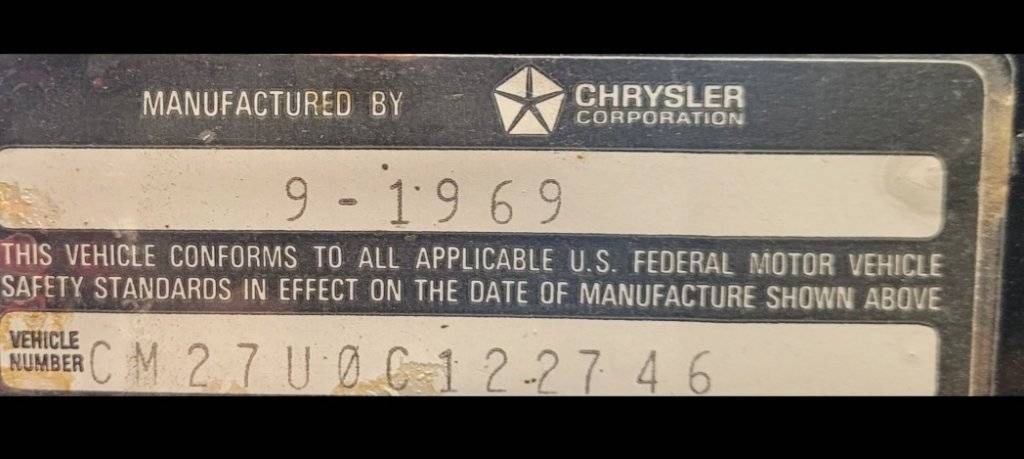 MANUFACTURED BY CHRYSLER
CORPORATION
9-1969
THIS VEHICLE CONFORMS TO ALL APPLICABLE U.S. FEDERAL MOTOR VEHICLE
SAFETY STANDARDS IN EFFECT ON THE DATE OF MANUFACTURE SHOWN ABOVE
VEHICLE
NUMBER CM27U0C122746